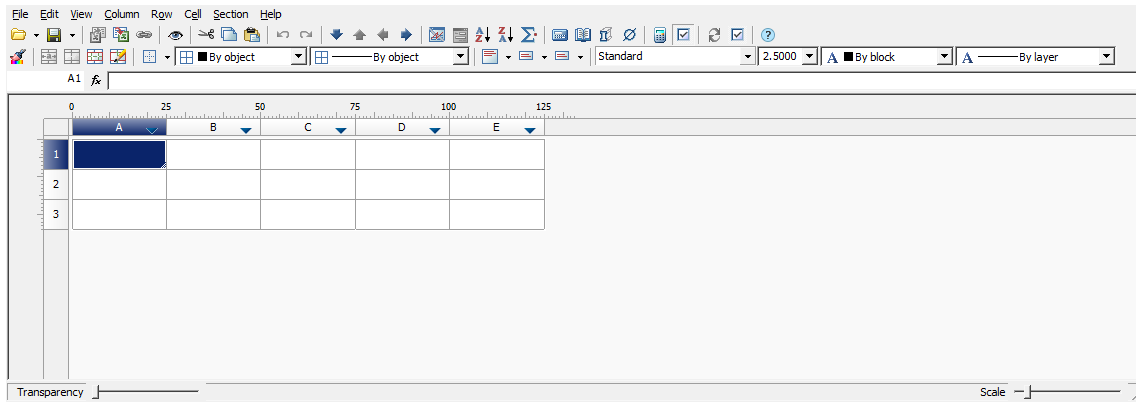 File Edit View Column Row Cell Section Help
By object By object Standard 2.5000 A By block A By layer
A1 fx
0 25 50 75 100 125
A B C D E
1
2
3
Transparency Scale